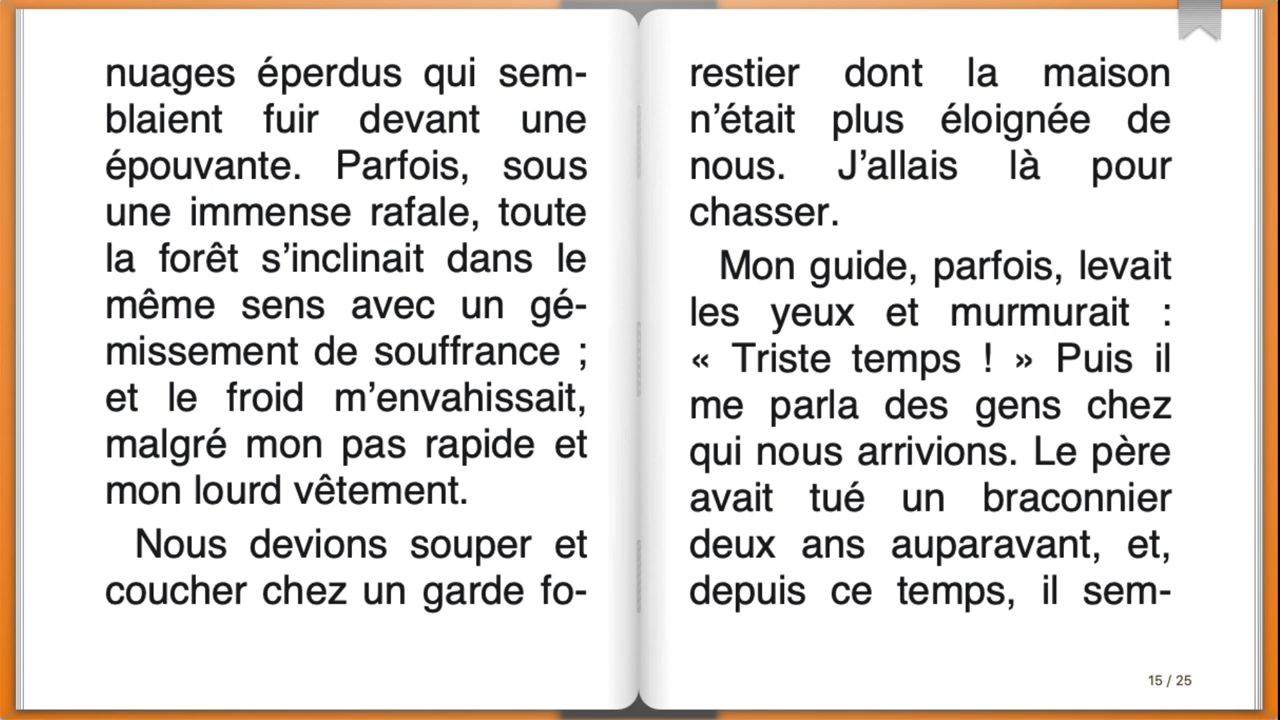 nuages éperdus qui sem-
blaient fuir devant une
épouvante. Parfois, sous
une immense rafale, toute
la forêt s’inclinait dans le
même sens avec un gé-
missement de souffrance ;
et le froid m’envahissait,
malgré mon pas rapide et
mon lourd vêtement.
Nous devions souper et
coucher chez un garde fo-
restier dont la maison
n’était plus éloignée de
nous. J’allais là pour
chasser.
Mon guide, parfois, levait
les yeux et murmurait :
« Triste temps ! » Puis il
me parla des gens chez
qui nous arrivions. Le père
avait tué un braconnier
deux ans auparavant, et,
depuis ce temps, il sem-
15 / 25